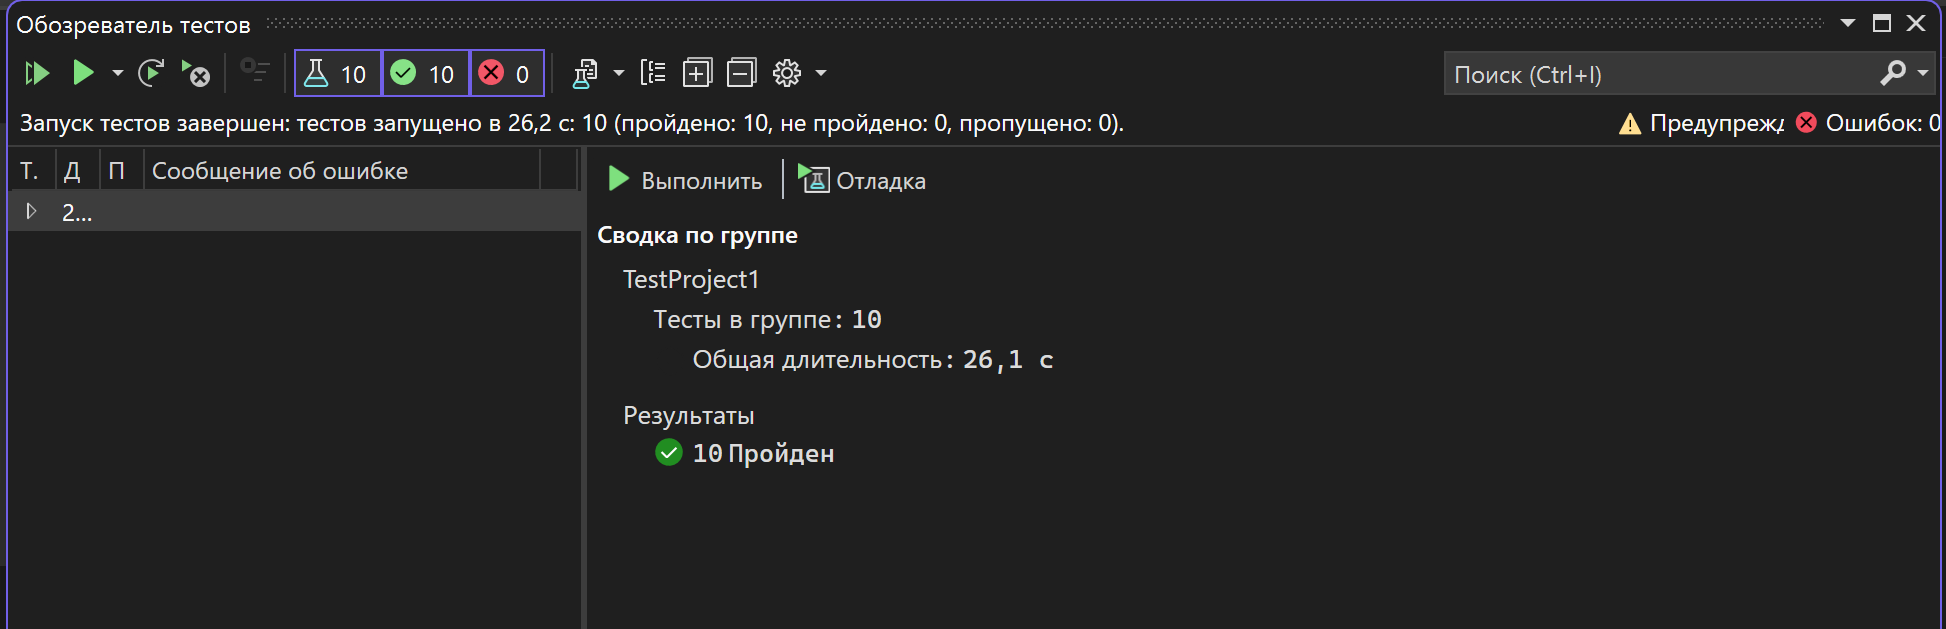 Обозреватель тестов
10 10 0
Поиск (Ctrl+I)
Запуск тестов завершен: тестов запущено в 26,2 с: 10 (пройдено: 10, не пройдено: 0, пропущено: 0).
Предупрежд Ошибок: 0
Т. Д П Сообщение об ошибке
2...
Выполнить Отладка
Сводка по группе
TestProject1
Тесты в группе: 10
Общая длительность: 26,1 с
Результаты
10 Пройден